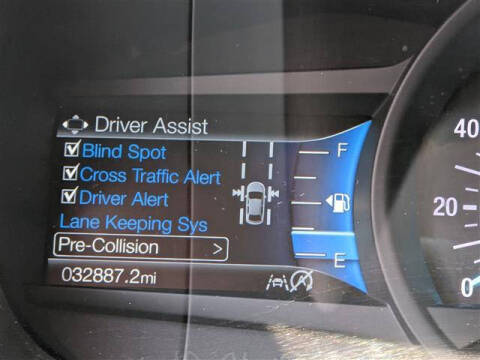 Driver Assist
Blind Spot
Cross Traffic Alert
Driver Alert
Lane Keeping Sys
Pre-Collision >
032887.2mi
F
E
40
20
0